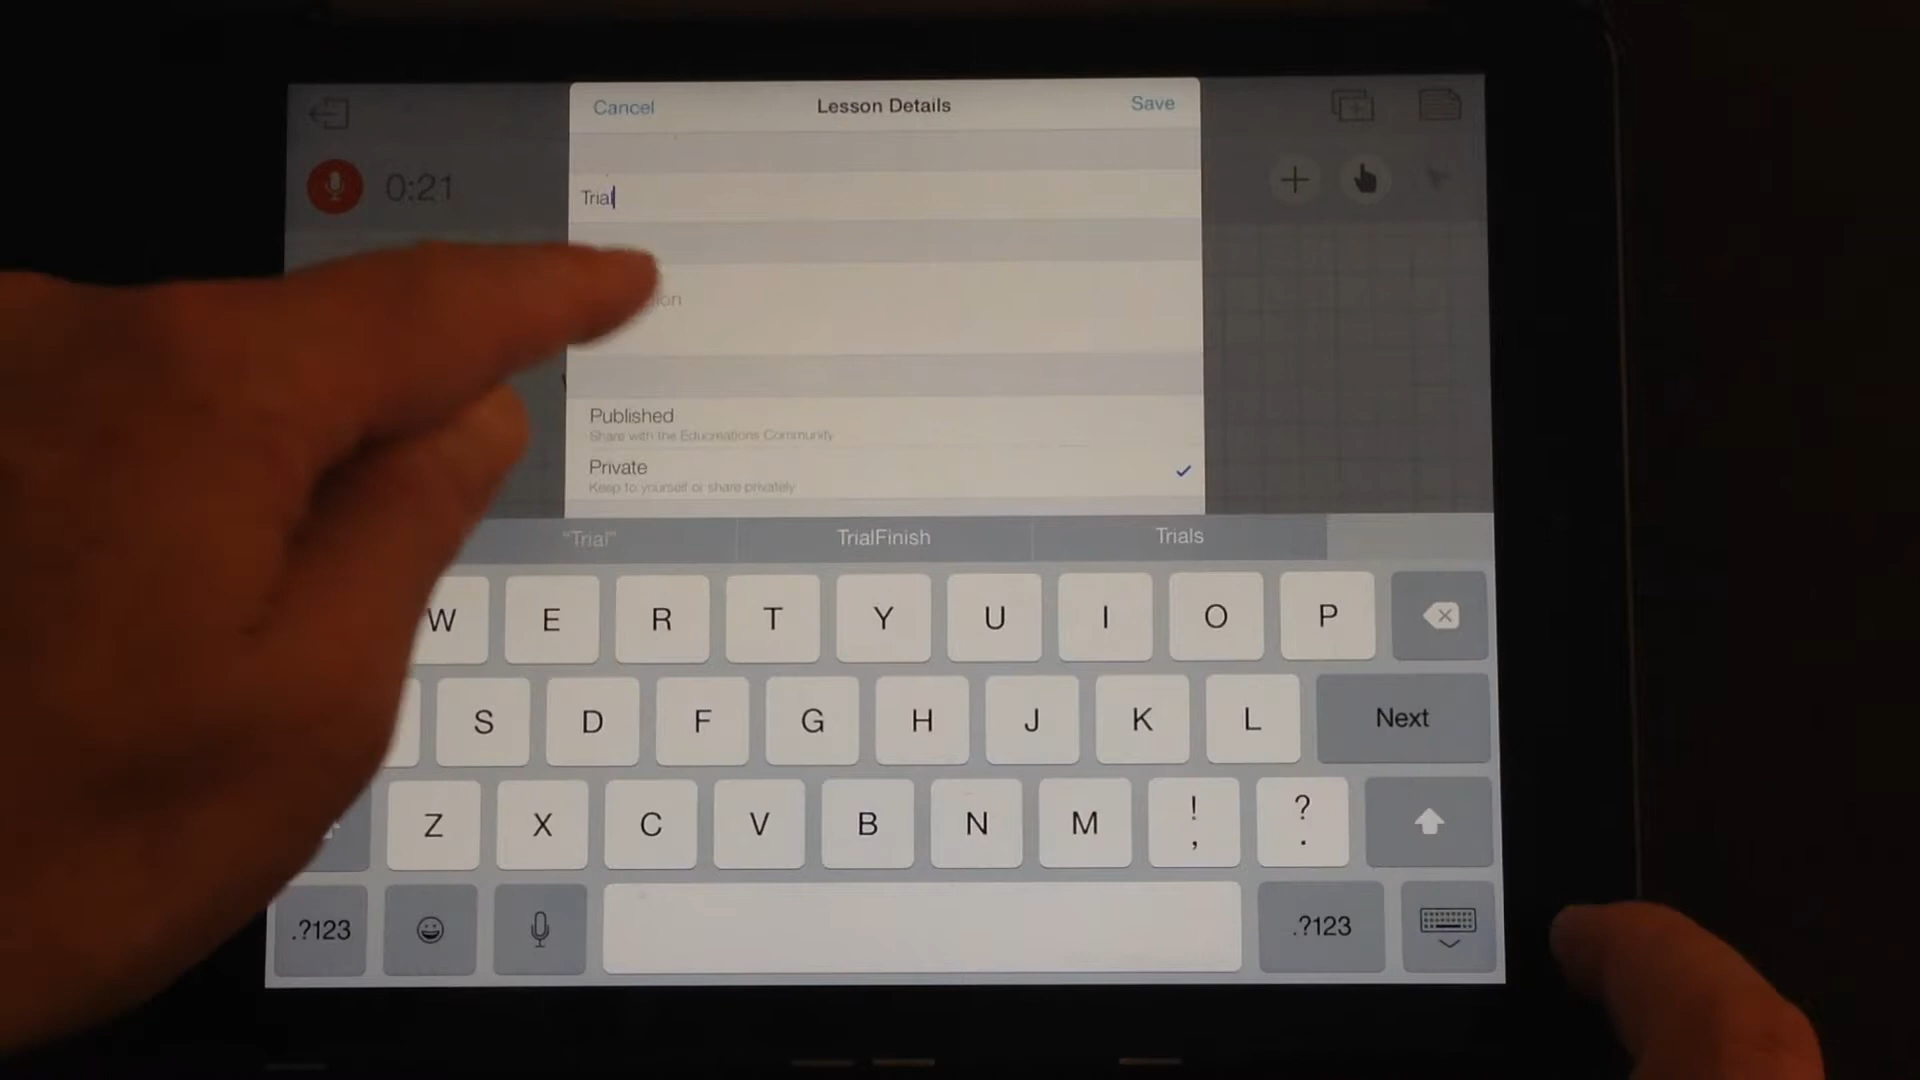 Cancel
Lesson Details
Save
0:21
Trial
Published
Share with the Educreations Community
Private
Keep to yourself or share privately
"Trial"
TrialFinish
Trials
W E R T Y U I O P
S D F G H J K L Next
Z X C V B N M ! , ? .
.?123 .?123